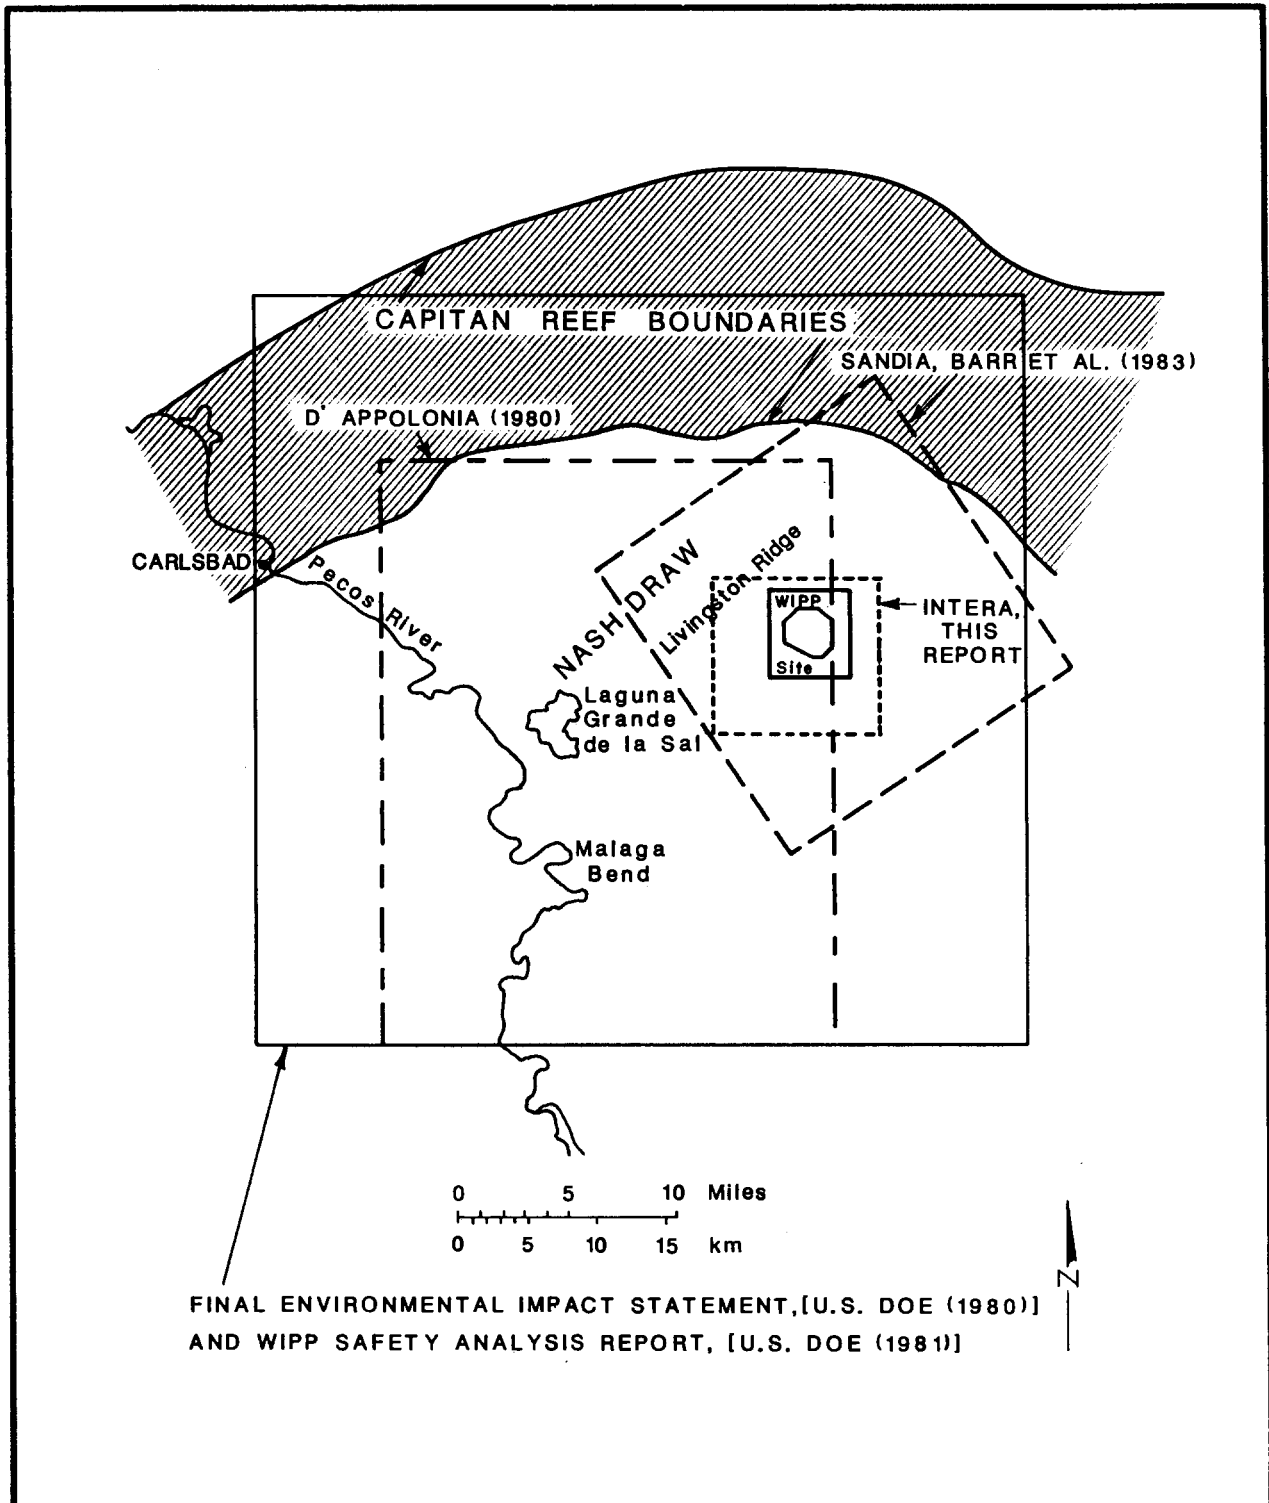 CAPITAN REEF BOUNDARIES
SANDIA, BARR ET AL. (1983)
D' APPOLONIA (1980)
CARLSBAD
Pecos River
NASH DRAW
Livingston Ridge
WIPP
Site
INTERA,
THIS
REPORT
Laguna
Grande
de la Sal
Malaga
Bend
0 5 10 Miles
0 5 10 15 km
N
FINAL ENVIRONMENTAL IMPACT STATEMENT,[U.S. DOE (1980)]
AND WIPP SAFETY ANALYSIS REPORT, [U.S. DOE (1981)]